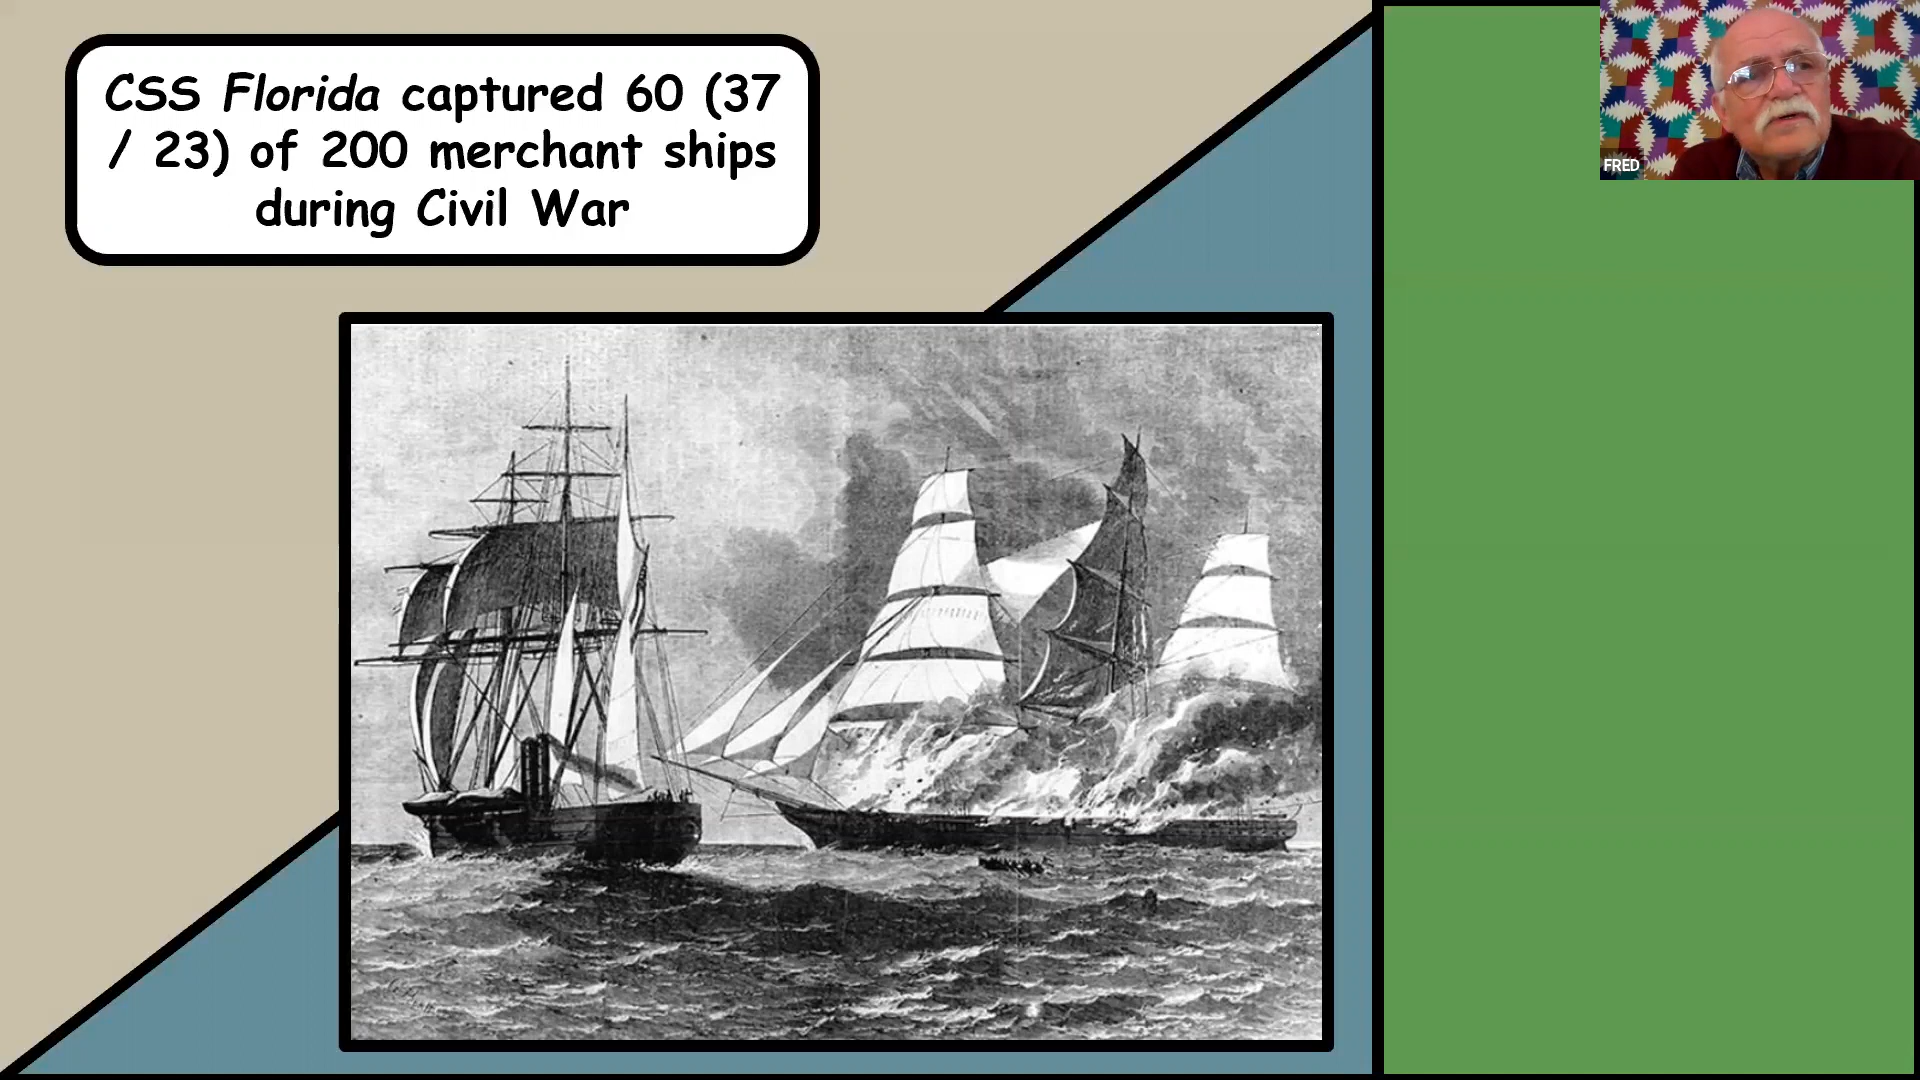 CSS Florida captured 60 (37
/ 23) of 200 merchant ships
during Civil War
FRED